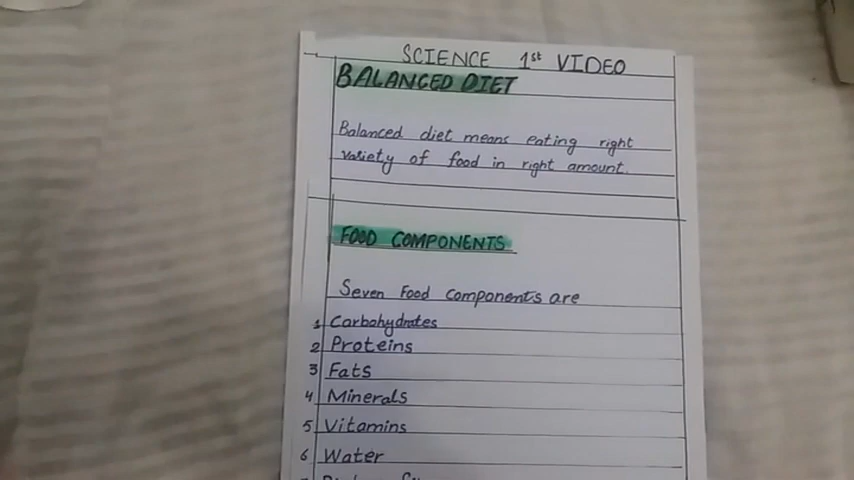 SCIENCE 1st VIDEO
BALANCED DIET
Balanced diet means eating right
variety of food in right amount.
FOOD COMPONENTS
Seven Food Components are
1 Carbohydrates
2 Proteins
3 Fats
4 Minerals
5 Vitamins
6 Water